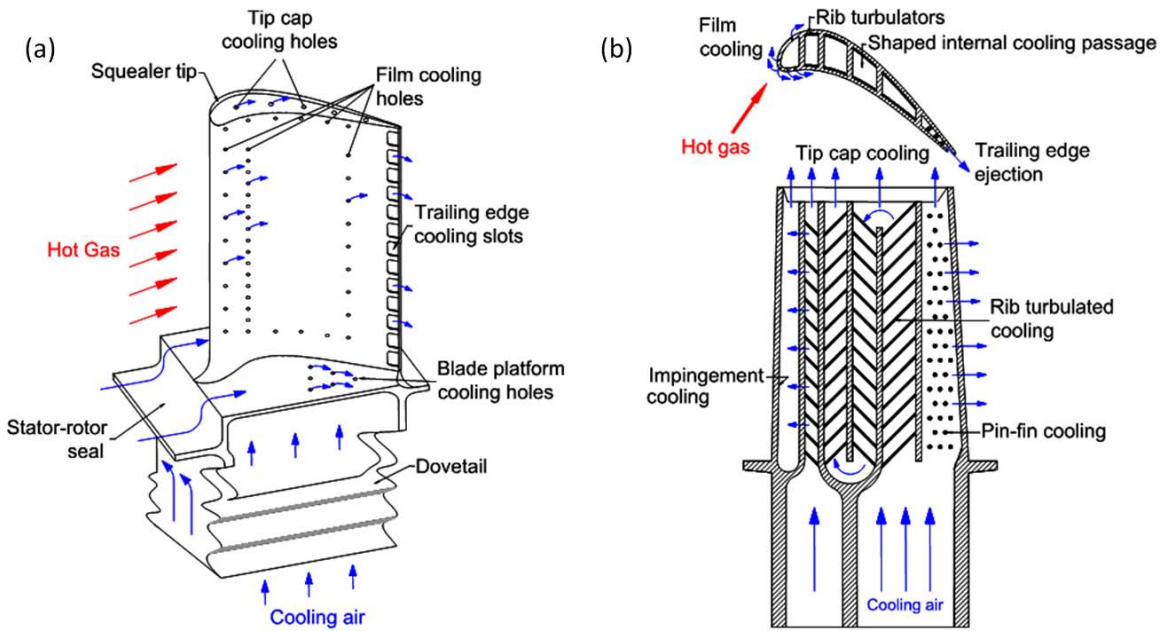 (a)
Tip cap
cooling holes
Squealer tip
Film cooling
holes
Hot Gas
Trailing edge
cooling slots
Blade platform
cooling holes
Stator-rotor
seal
Dovetail
Cooling air
(b)
Film
cooling
Rib turbulators
Shaped internal cooling passage
Hot gas
Tip cap cooling
Trailing edge
ejection
Rib turbulated
cooling
Impingement
cooling
Pin-fin cooling
Cooling air